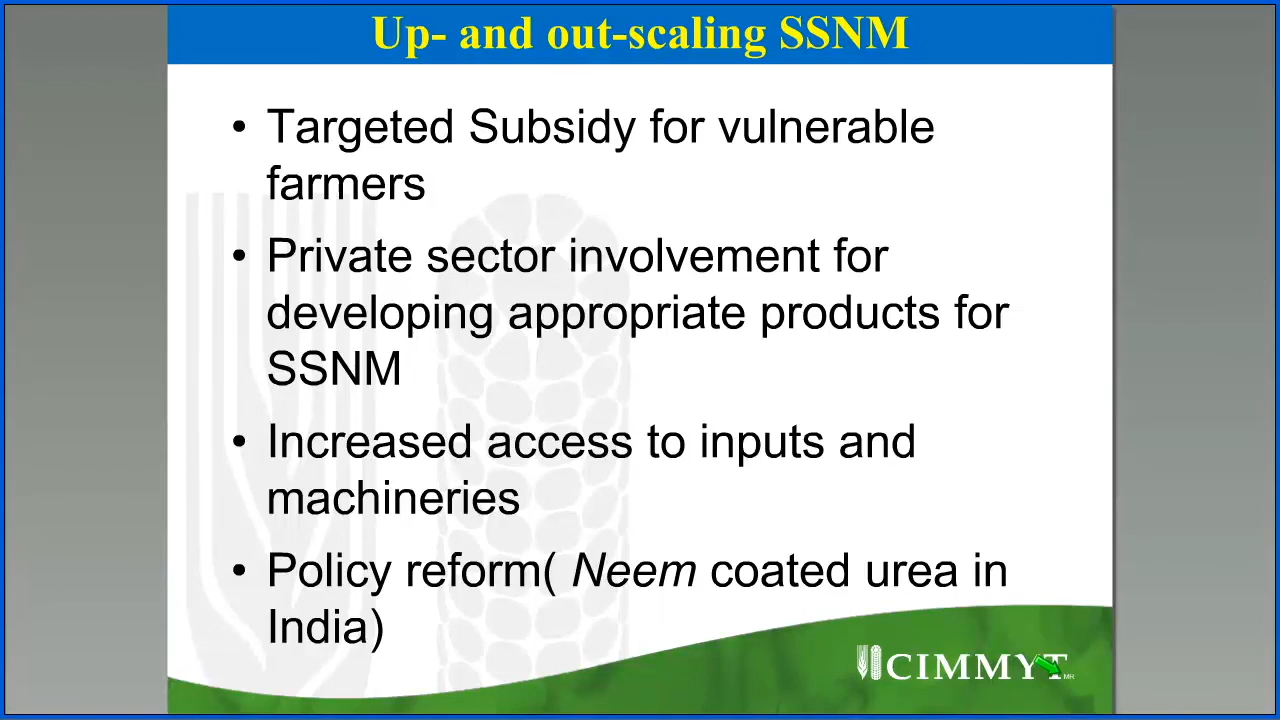 Up- and out-scaling SSNM
• Targeted Subsidy for vulnerable
farmers
• Private sector involvement for
developing appropriate products for
SSNM
• Increased access to inputs and
machineries
• Policy reform( Neem coated urea in
India)
CIMMYT MR